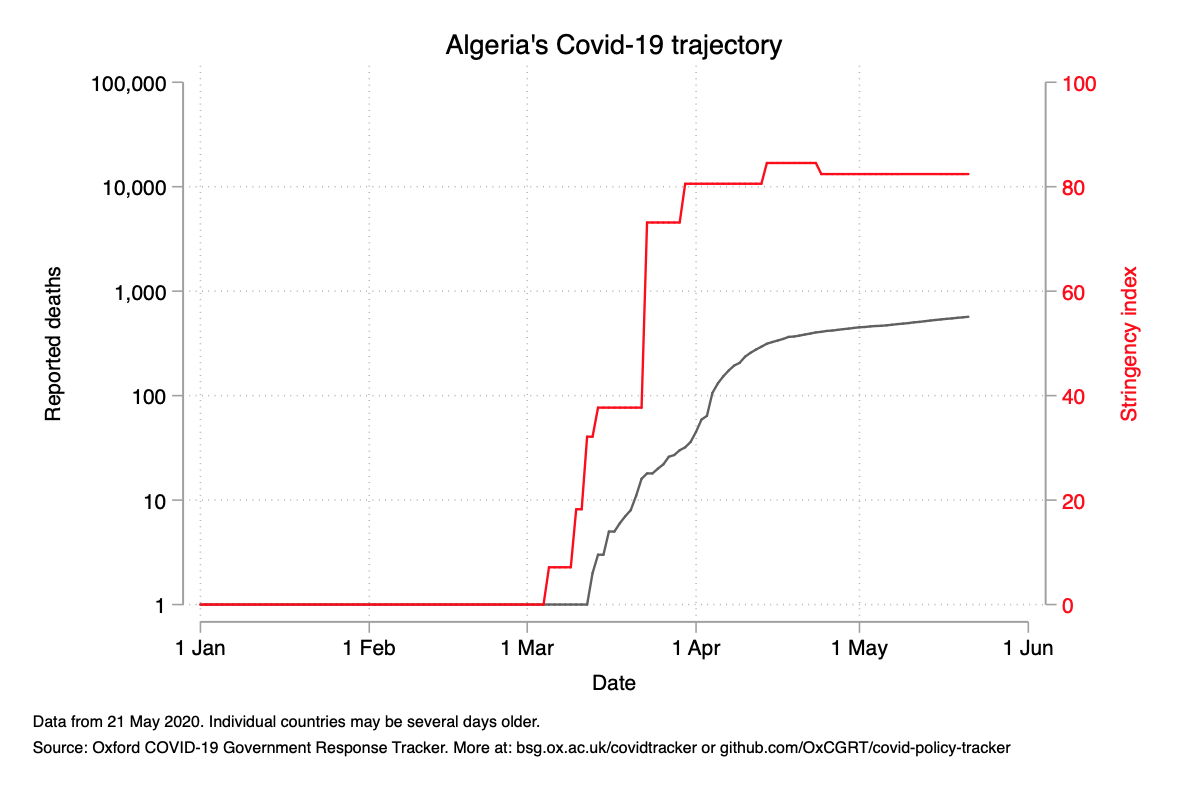 Algeria's Covid-19 trajectory
100,000
10,000
1,000
100
10
1
Reported deaths
100
80
60
40
20
0
Stringency index
1 Jan
1 Feb
1 Mar
1 Apr
1 May
1 Jun
Date
Data from 21 May 2020. Individual countries may be several days older.
Source: Oxford COVID-19 Government Response Tracker. More at: bsg.ox.ac.uk/covidtracker or github.com/OxCGRT/covid-policy-tracker